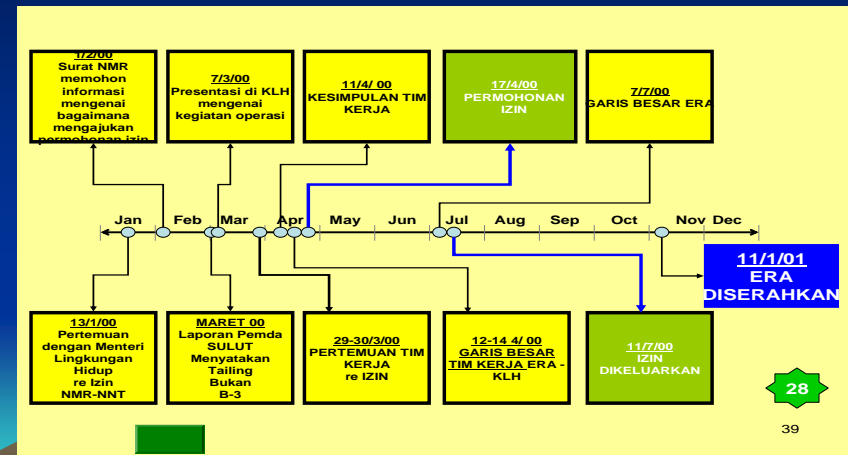 1/2/00
Surat NMR
memohon
informasi
mengenai
bagaimana
mengajukan
permohonan izin
7/3/00
Presentasi di KLH
mengenai
kegiatan operasi
11/4/ 00
KESIMPULAN TIM
KERJA
17/4/00
PERMOHONAN
IZIN
7/7/00
GARIS BESAR ERA
Jan Feb Mar Apr May Jun Jul Aug Sep Oct Nov Dec
11/1/01
ERA
DISERAHKAN
13/1/00
Pertemuan
dengan Menteri
Lingkungan
Hidup
re Izin
NMR-NNT
MARET 00
Laporan Pemda
SULUT
Menyatakan
Tailing
Bukan
B-3
29-30/3/00
PERTEMUAN TIM
KERJA
re IZIN
12-14 4/ 00
GARIS BESAR
TIM KERJA ERA -
KLH
11/7/00
IZIN
DIKELUARKAN
28
39